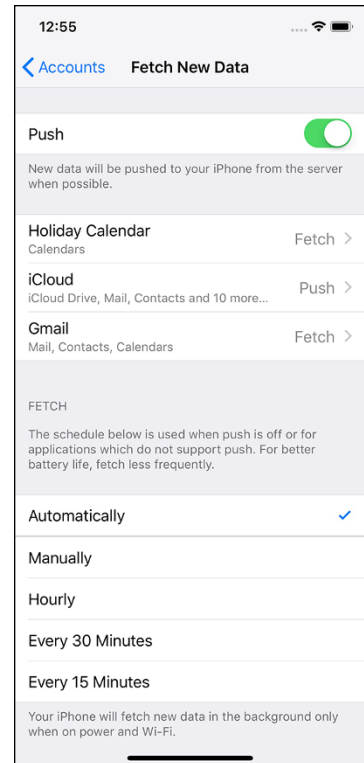 12:55
Accounts Fetch New Data
Push
New data will be pushed to your iPhone from the server
when possible.
Holiday Calendar
Calendars
Fetch
iCloud
iCloud Drive, Mail, Contacts and 10 more...
Push
Gmail
Mail, Contacts, Calendars
Fetch
FETCH
The schedule below is used when push is off or for
applications which do not support push. For better
battery life, fetch less frequently.
Automatically
Manually
Hourly
Every 30 Minutes
Every 15 Minutes
Your iPhone will fetch new data in the background only
when on power and Wi-Fi.